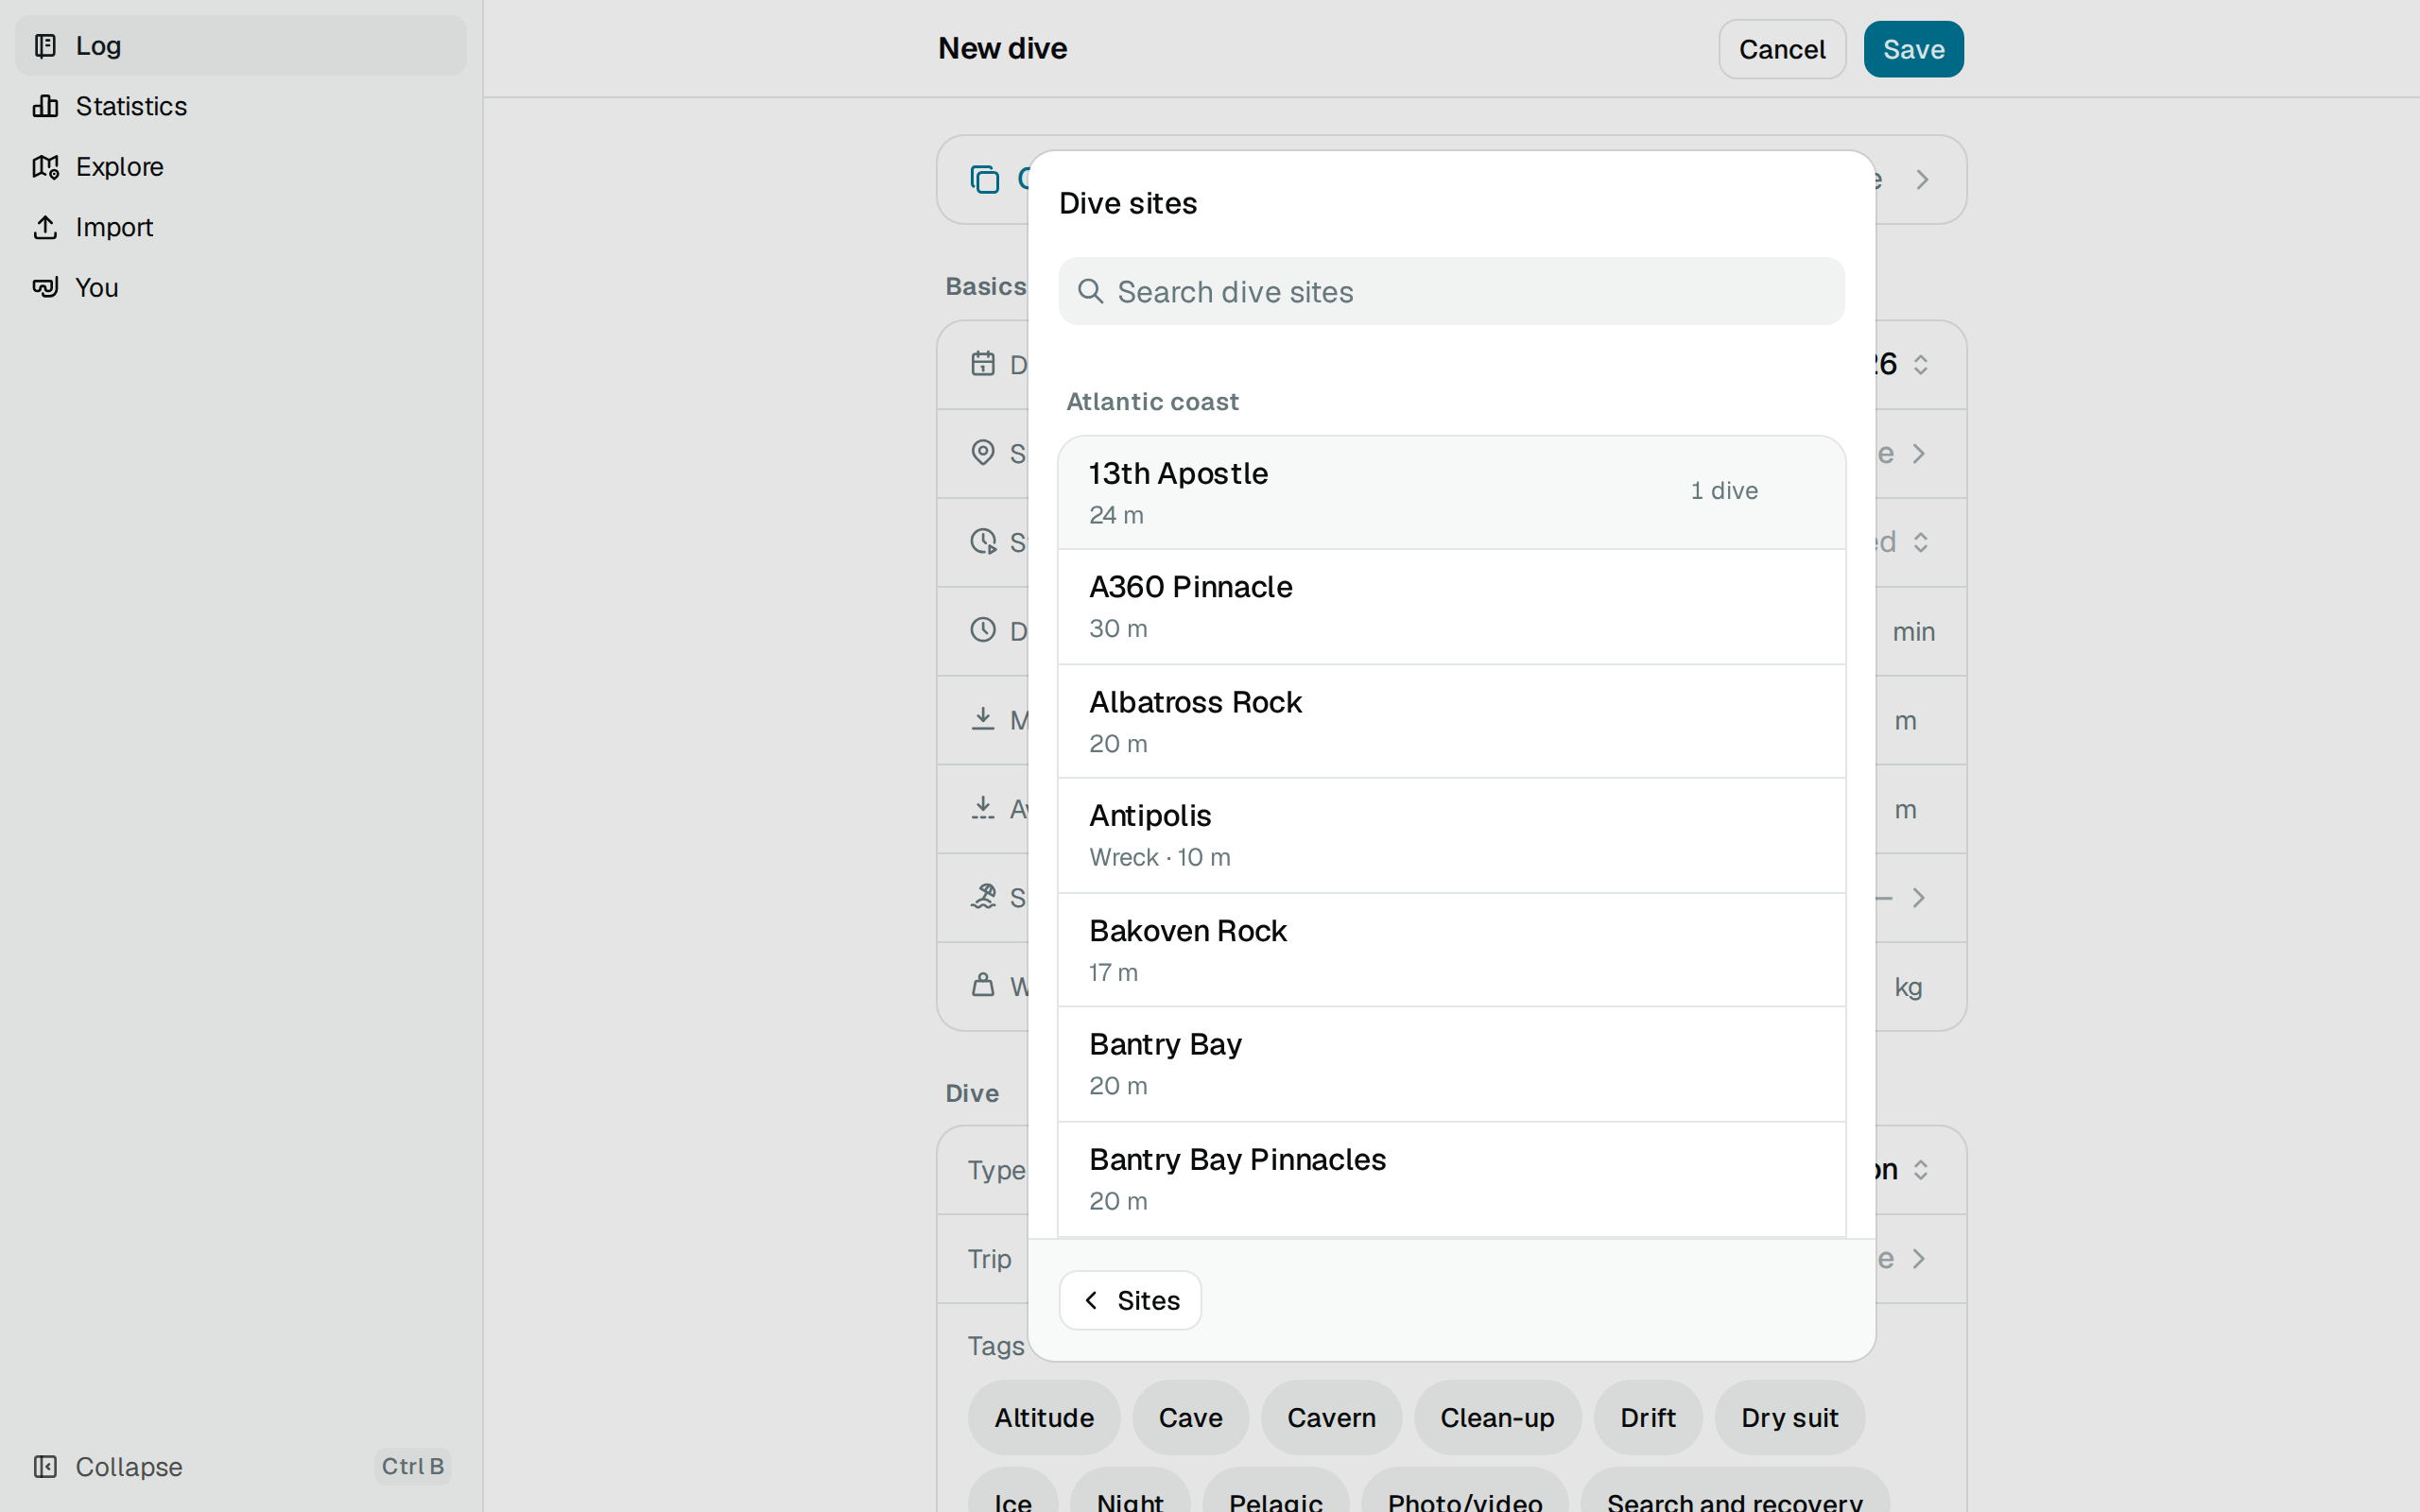 Log
Statistics
Explore
Import
You
Collapse
Ctrl B
New dive
Cancel
Save
Basics
26
min
m
m
kg
Dive
Type
Trip
Tags
Altitude
Cave
Cavern
Clean-up
Drift
Dry suit
Ice
Night
Pelagic
Photo/video
Search and recovery
Dive sites
Search dive sites
Atlantic coast
13th Apostle
24 m
1 dive
A360 Pinnacle
30 m
Albatross Rock
20 m
Antipolis
Wreck · 10 m
Bakoven Rock
17 m
Bantry Bay
20 m
Bantry Bay Pinnacles
20 m
Sites